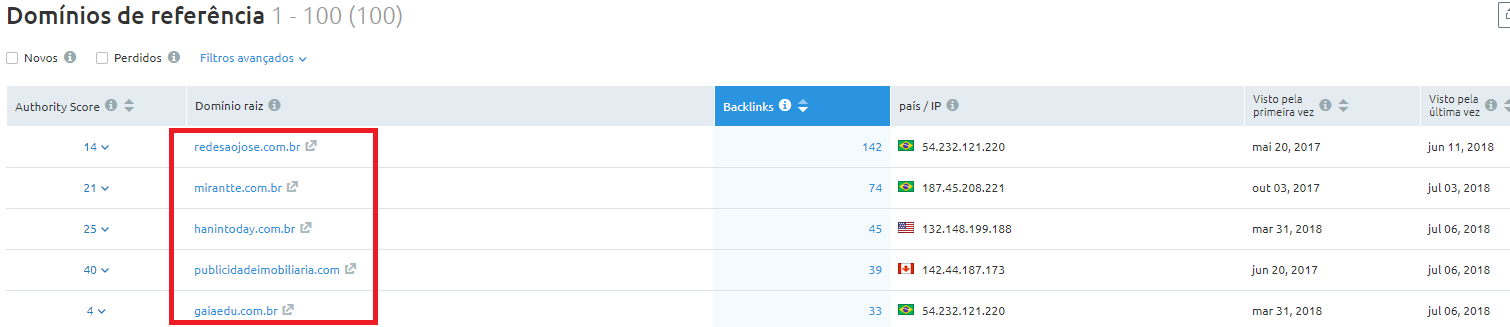 Domínios de referência 1 - 100 (100)
Novos Perdidos Filtros avançados
Authority Score Domínio raiz Backlinks país / IP Visto pela primeira vez Visto pela última vez
14 redesaojose.com.br 142 54.232.121.220 mai 20, 2017 jun 11, 2018
21 mirantte.com.br 74 187.45.208.221 out 03, 2017 jul 03, 2018
25 hanintoday.com.br 45 132.148.199.188 mar 31, 2018 jul 06, 2018
40 publicidadeimobiliaria.com 39 142.44.187.173 jun 20, 2017 jul 06, 2018
4 gaiaedu.com.br 33 54.232.121.220 mar 31, 2018 jul 06, 2018